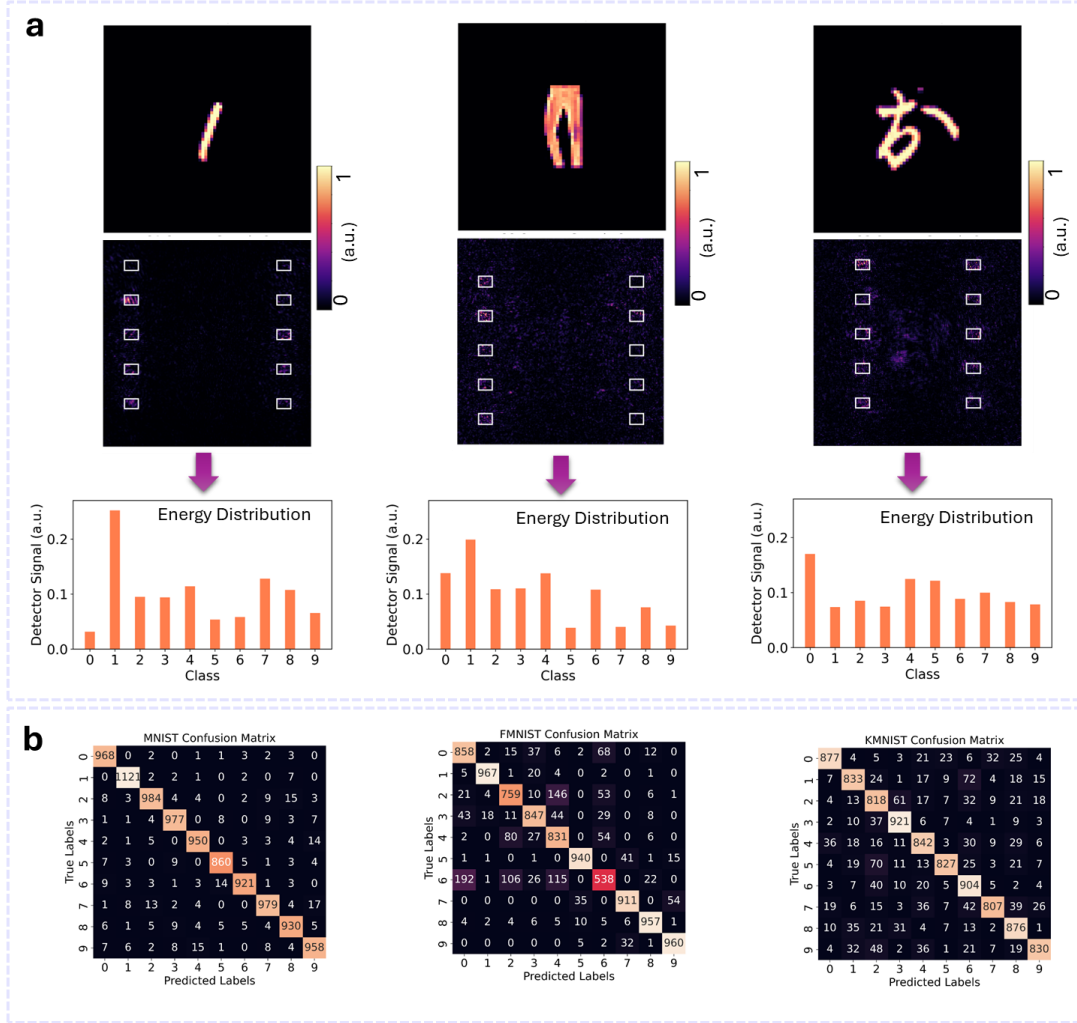 a
お
1
(a.u.)
0
1
(a.u.)
0
1
(a.u.)
0
Energy Distribution
Detector Signal (a.u.)
0.2
0.1
0.0
0 1 2 3 4 5 6 7 8 9
Class
Energy Distribution
Detector Signal (a.u.)
0.2
0.1
0.0
0 1 2 3 4 5 6 7 8 9
Class
Energy Distribution
Detector Signal (a.u.)
0.2
0.1
0.0
0 1 2 3 4 5 6 7 8 9
Class
b
MNIST Confusion Matrix
True Labels
0 968 0 2 0 1 1 3 2 3 0
1 0 1121 2 2 0 1 2 0 7 0
2 8 3 984 4 4 0 2 9 15 3
3 1 1 4 977 0 8 0 9 3 7
4 1 0 5 0 950 0 5 3 4 14
5 7 3 0 9 0 860 5 1 3 4
6 9 3 3 1 3 14 921 1 3 0
7 1 8 13 2 4 0 0 979 4 17
8 6 1 5 9 4 5 5 4 930 5
9 7 6 2 8 15 1 0 8 4 958
0 1 2 3 4 5 6 7 8 9
Predicted Labels
FMNIST Confusion Matrix
True Labels
0 858 2 15 37 6 2 68 0 12 0
1 5 967 1 20 4 0 2 0 1 0
2 21 4 759 10 146 0 53 0 6 1
3 43 18 11 847 44 0 29 0 8 0
4 0 2 80 27 831 0 54 0 6 0
5 1 1 0 1 0 940 0 41 1 15
6 192 1 106 26 115 0 538 0 22 0
7 0 0 0 0 0 35 0 911 0 54
8 4 2 4 6 5 10 5 6 957 1
9 0 0 0 0 0 5 2 32 1 960
0 1 2 3 4 5 6 7 8 9
Predicted Labels
KMNIST Confusion Matrix
True Labels
0 877 4 5 3 21 23 6 32 25 4
1 7 833 24 1 17 9 72 4 18 15
2 4 13 818 61 17 7 32 9 21 18
3 2 10 37 921 6 7 4 1 9 3
4 36 18 16 11 842 3 30 9 29 6
5 4 19 70 11 13 827 25 3 21 7
6 3 7 40 10 20 5 904 5 2 4
7 19 6 15 3 36 7 42 807 39 26
8 10 35 21 31 4 7 13 2 876 1
9 4 32 48 2 36 1 21 7 19 830
0 1 2 3 4 5 6 7 8 9
Predicted Labels